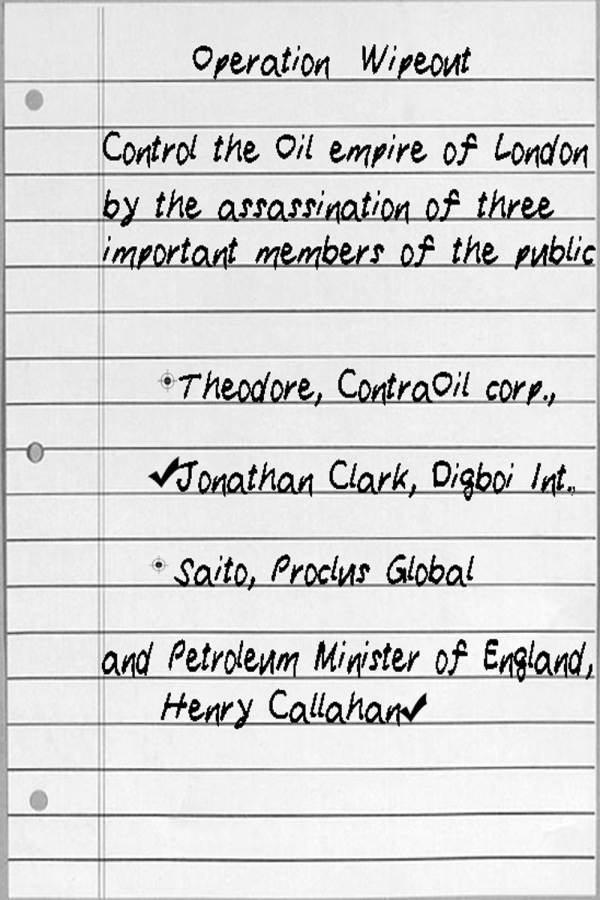 Operation Wipeout
Control the Oil empire of London
by the assassination of three
important members of the public
Theodore, ContraOil corp.,
✓Jonathan Clark, Digboi Int..
Saito, Proclus Global
and Petroleum Minister of England,
Henry Callahan✓